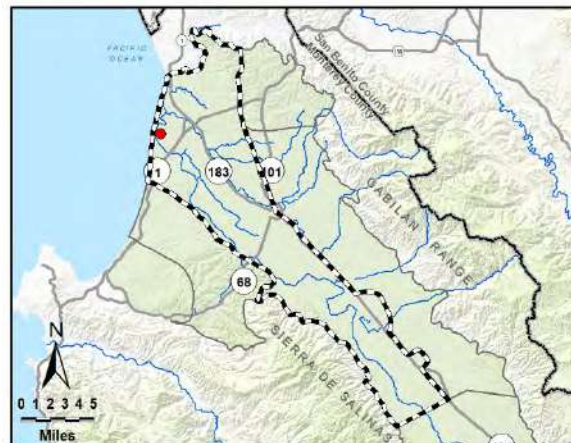 PACIFIC
OCEAN
1
San Benito County
Monterey County
1
183
101
GABILAN RANGE
68
SIERRA DE SALINAS
N
0 1 2 3 4 5
Miles